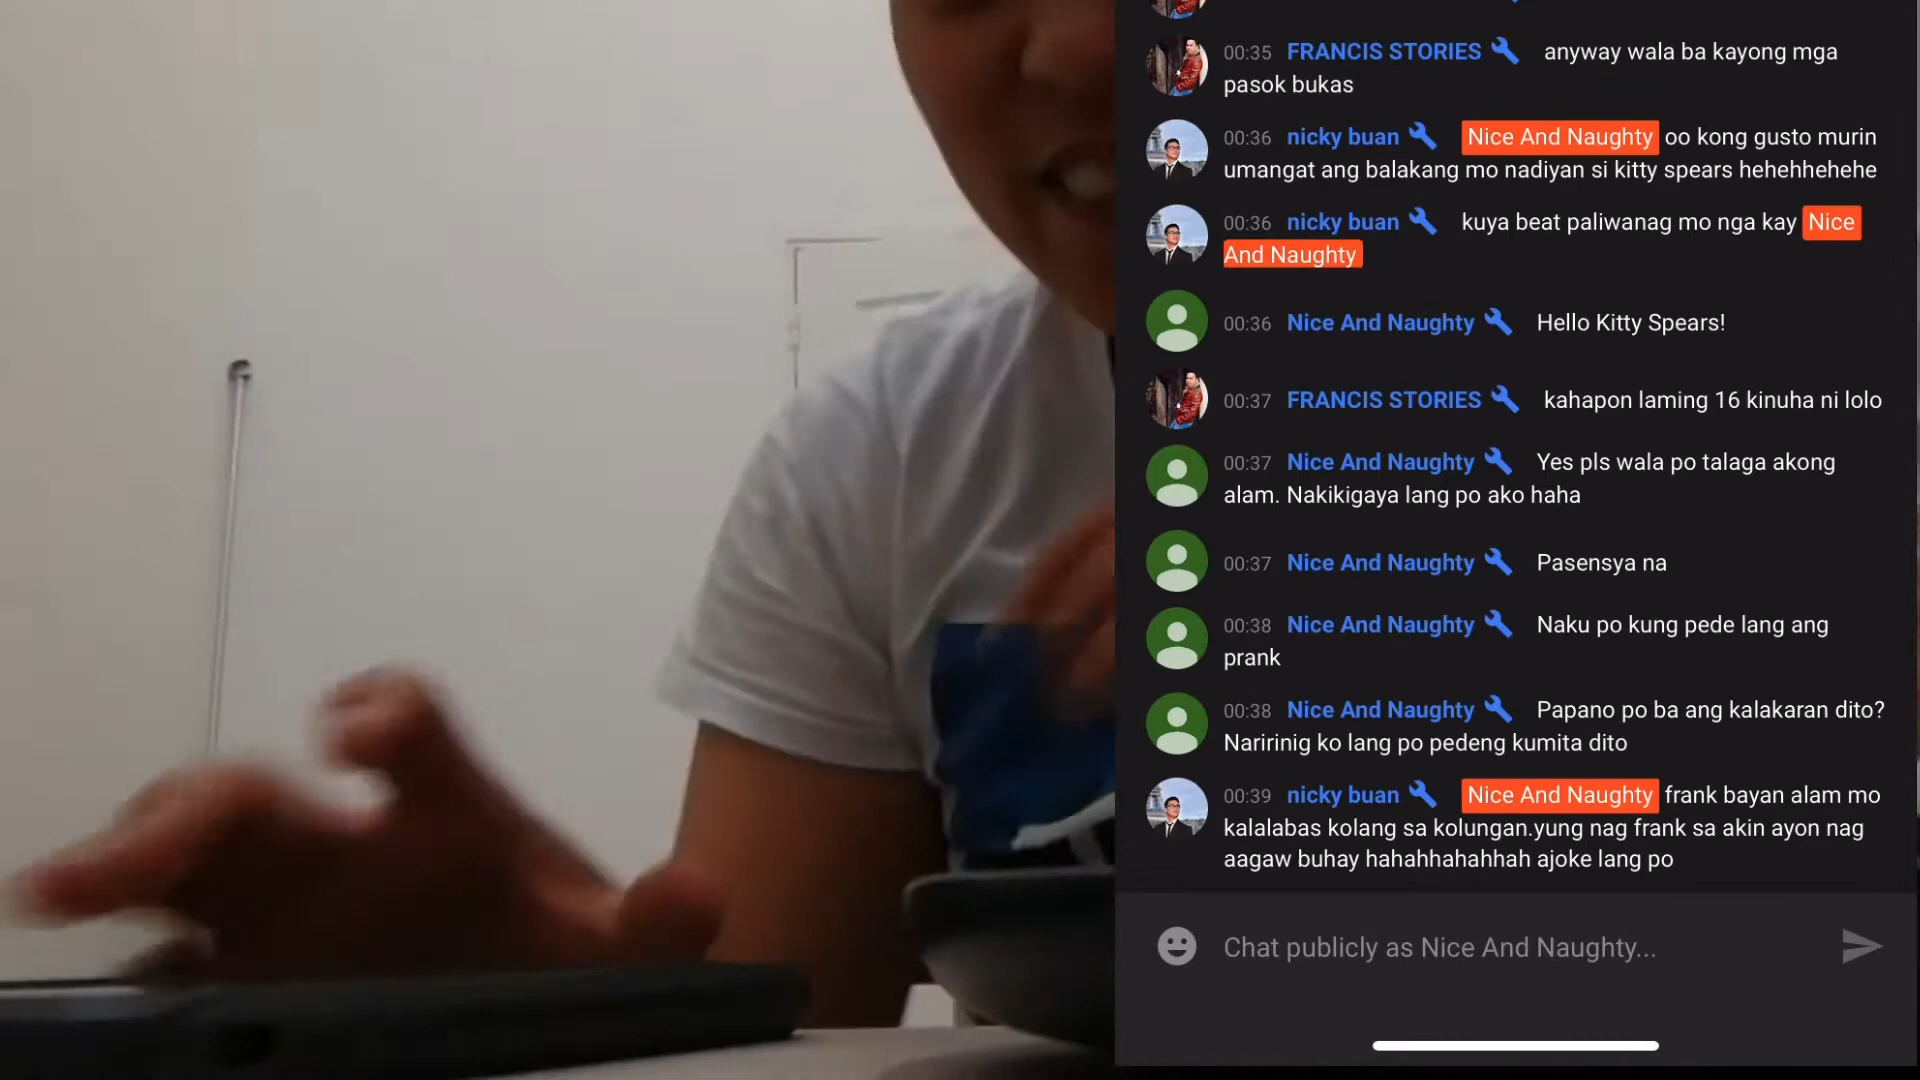 00:35 FRANCIS STORIES anyway wala ba kayong mga
pasok bukas
00:36 nicky buan Nice And Naughty oo kong gusto murin
umangat ang balakang mo nadiyan si kitty spears hehehhehehe
00:36 nicky buan kuya beat paliwanag mo nga kay Nice
And Naughty
00:36 Nice And Naughty Hello Kitty Spears!
00:37 FRANCIS STORIES kahapon laming 16 kinuha ni lolo
00:37 Nice And Naughty Yes pls wala po talaga akong
alam. Nakikigaya lang po ako haha
00:37 Nice And Naughty Pasensya na
00:38 Nice And Naughty Naku po kung pede lang ang
prank
00:38 Nice And Naughty Papano po ba ang kalakaran dito?
Naririnig ko lang po pedeng kumita dito
00:39 nicky buan Nice And Naughty frank bayan alam mo
kalalabas kolang sa kolungan.yung nag frank sa akin ayon nag
aagaw buhay hahahhahahhah ajoke lang po
Chat publicly as Nice And Naughty...